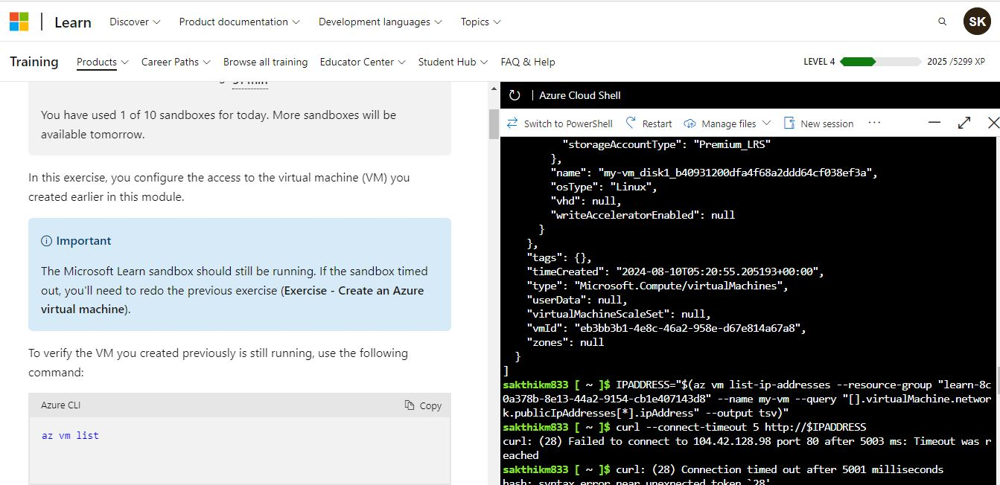 Learn Discover Product documentation Development languages Topics SK
Training Products Career Paths Browse all training Educator Center Student Hub FAQ & Help LEVEL 4 2025 /5299 XP
You have used 1 of 10 sandboxes for today. More sandboxes will be
available tomorrow.
In this exercise, you configure the access to the virtual machine (VM) you
created earlier in this module.
Important
The Microsoft Learn sandbox should still be running. If the sandbox timed
out, you'll need to redo the previous exercise (Exercise - Create an Azure
virtual machine).
To verify the VM you created previously is still running, use the following
command:
Azure CLI Copy
az vm list
| Azure Cloud Shell
Switch to PowerShell Restart Manage files New session ···
"storageAccountType": "Premium_LRS"
},
"name": "my-vm_disk1_b40931200dfa4f68a2ddd64cf038ef3a",
"osType": "Linux",
"vhd": null,
"writeAcceleratorEnabled": null
}
},
"tags": {},
"timeCreated": "2024-08-10T05:20:55.205193+00:00",
"type": "Microsoft.Compute/virtualMachines",
"userData": null,
"virtualMachineScaleSet": null,
"vmId": "eb3bb3b1-4e8c-46a2-958e-d67e814a67a8",
"zones": null
}
]
sakthikm833 [ ~ ]$ IPADDRESS="$(az vm list-ip-addresses --resource-group "learn-8c
0a378b-8e13-44a2-9154-cb1e407143d8" --name my-vm --query "[].virtualMachine.networ
k.publicIpAddresses[*].ipAddress" --output tsv)"
sakthikm833 [ ~ ]$ curl --connect-timeout 5 http://$IPADDRESS
curl: (28) Failed to connect to 104.42.128.98 port 80 after 5003 ms: Timeout was r
eached
sakthikm833 [ ~ ]$ curl: (28) Connection timed out after 5001 milliseconds
bash: syntax error near unexpected token `28'